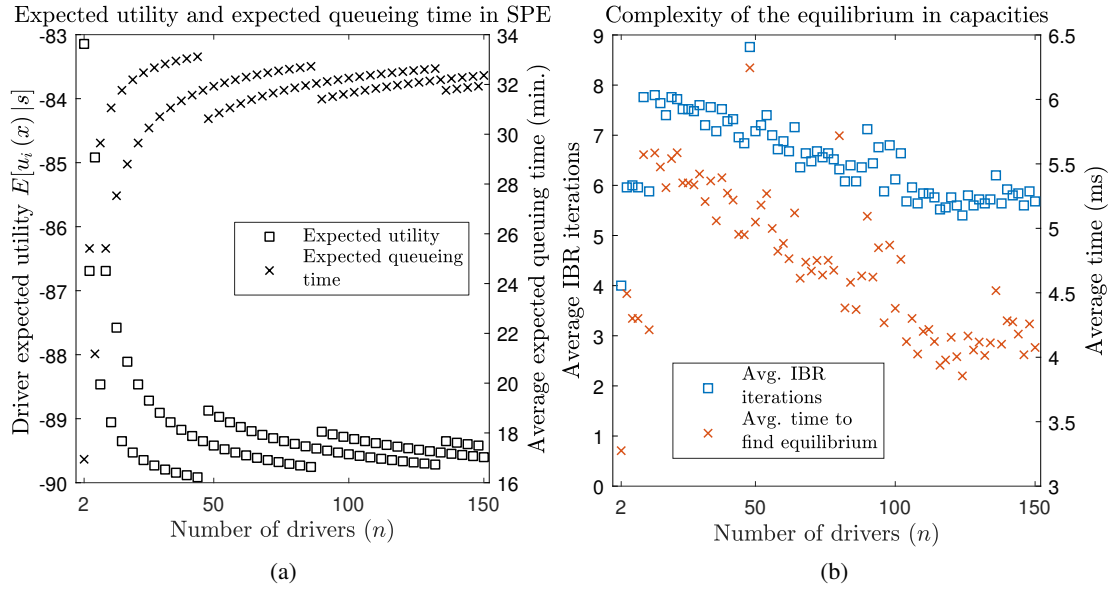 Expected utility and expected queueing time in SPE
-83
-84
-85
-86
-87
-88
-89
-90
Driver expected utility E[u_i (x) |s]
34
32
30
28
26
24
22
20
18
16
Average expected queuing time (min.)
Expected utility
Expected queueing
time
2
50
100
150
Number of drivers (n)
(a)
Complexity of the equilibrium in capacities
9
8
7
6
5
4
3
2
1
0
Average IBR iterations
6.5
6
5.5
5
4.5
4
3.5
3
Average time (ms)
Avg. IBR
iterations
Avg. time to
find equilibrium
2
50
100
150
Number of drivers (n)
(b)